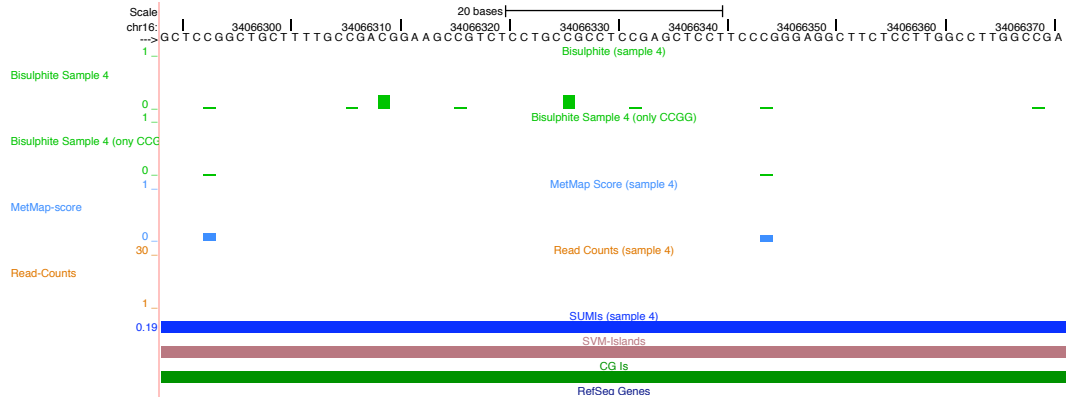 Scale 20 bases
chr16: 34066300 34066310 34066320 34066330 34066340 34066350 34066360 34066370
---> GCTCCGGCTGCTTTTGCCGACGGAAGCCGTCTCCTGCCGCCTCCGAGCTCCTTCCCGGGAGGCTTCTCCTTGGCCTTGGCCGA
Bisulphite (sample 4)
1 _
Bisulphite Sample 4
0 _
Bisulphite Sample 4 (only CCGG)
1 _
Bisulphite Sample 4 (ony CCG
0 _
MetMap Score (sample 4)
1 _
MetMap-score
0 _
Read Counts (sample 4)
30 _
Read-Counts
1 _
SUMIs (sample 4)
0.19
SVM-Islands
CG Is
RefSeq Genes